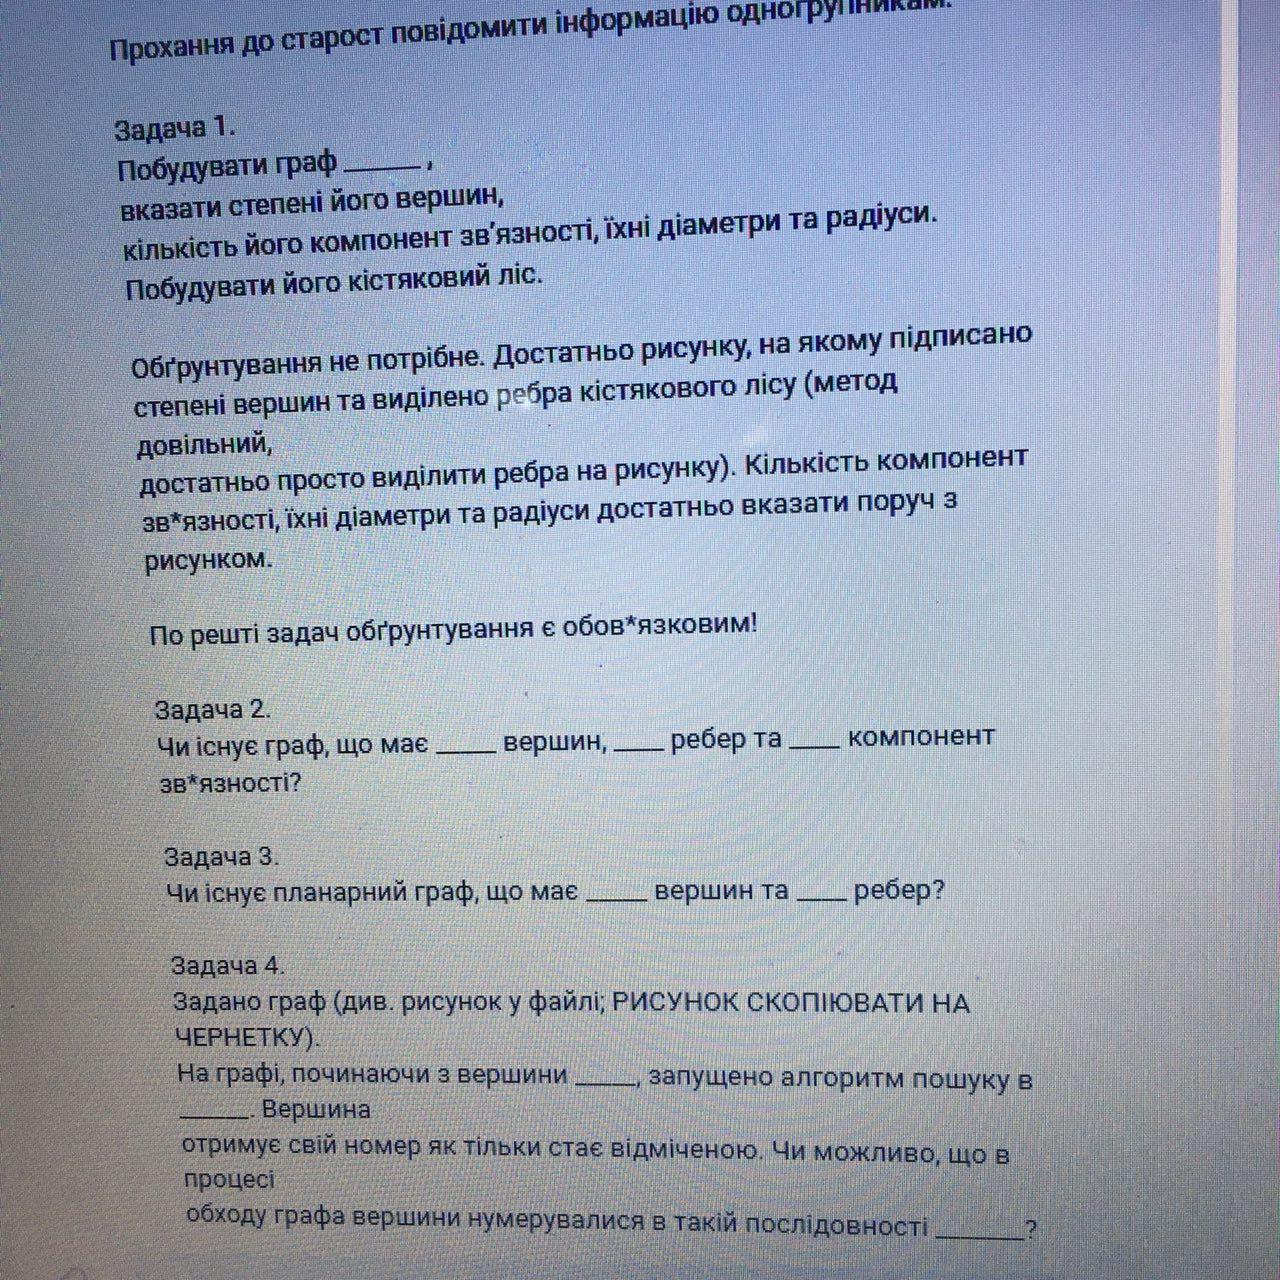 Прохання до старост повідомити інформацію одногрупникам.
Задача 1.
Побудувати граф ______,
вказати степені його вершин,
кількість його компонент зв'язності, їхні діаметри та радіуси.
Побудувати його кістяковий ліс.
Обґрунтування не потрібне. Достатньо рисунку, на якому підписано
степені вершин та виділено ребра кістякового лісу (метод
довільний,
достатньо просто виділити ребра на рисунку). Кількість компонент
зв*язності, їхні діаметри та радіуси достатньо вказати поруч з
рисунком.
По решті задач обґрунтування є обов*язковим!
Задача 2.
Чи існує граф, що має _____ вершин, ____ ребер та ____ компонент
зв*язності?
Задача 3.
Чи існує планарний граф, що має _____ вершин та ____ ребер?
Задача 4.
Задано граф (див. рисунок у файлі; РИСУНОК СКОПІЮВАТИ НА
ЧЕРНЕТКУ).
На графі, починаючи з вершини _____, запущено алгоритм пошуку в
______. Вершина
отримує свій номер як тільки стає відміченою. Чи можливо, що в
процесі
обходу графа вершини нумерувалися в такій послідовності ________?